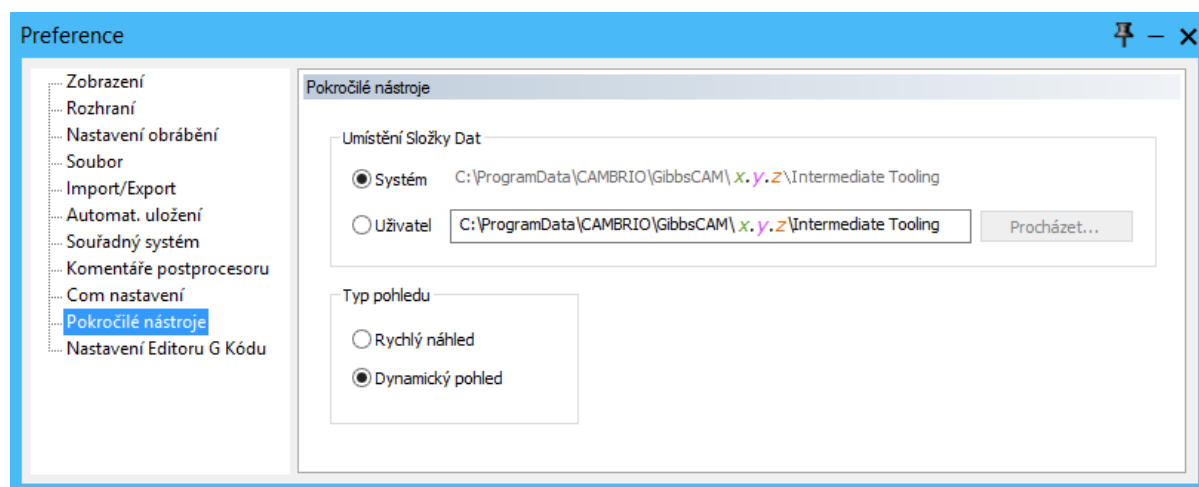 Preference
Zobrazení
Rozhraní
Nastavení obrábění
Soubor
Import/Export
Automat. uložení
Souřadný systém
Komentáře postprocesoru
Com nastavení
Pokročilé nástroje
Nastavení Editoru G Kódu
Pokročilé nástroje
Umístění Složky Dat
Systém C:\ProgramData\CAMBRIO\GibbsCAM\x.y.z\Intermediate Tooling
Uživatel C:\ProgramData\CAMBRIO\GibbsCAM\x.y.z\Intermediate Tooling Procházet...
Typ pohledu
Rychlý náhled
Dynamický pohled